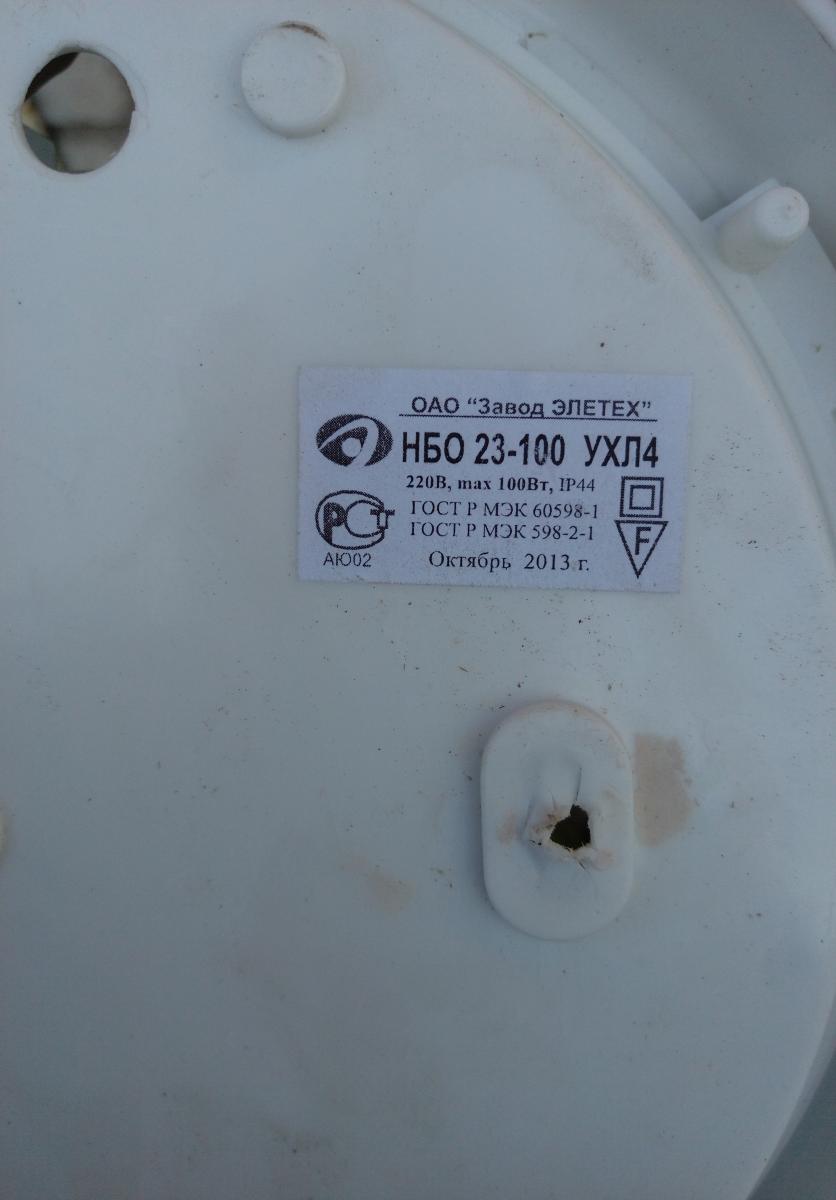 ОАО “Завод ЭЛЕТЕХ”
НБО 23-100 УХЛ4
220В, max 100Вт, IP44
ГОСТ Р МЭК 60598-1
ГОСТ Р МЭК 598-2-1
РСТ
F
АЮ02
Октябрь 2013 г.